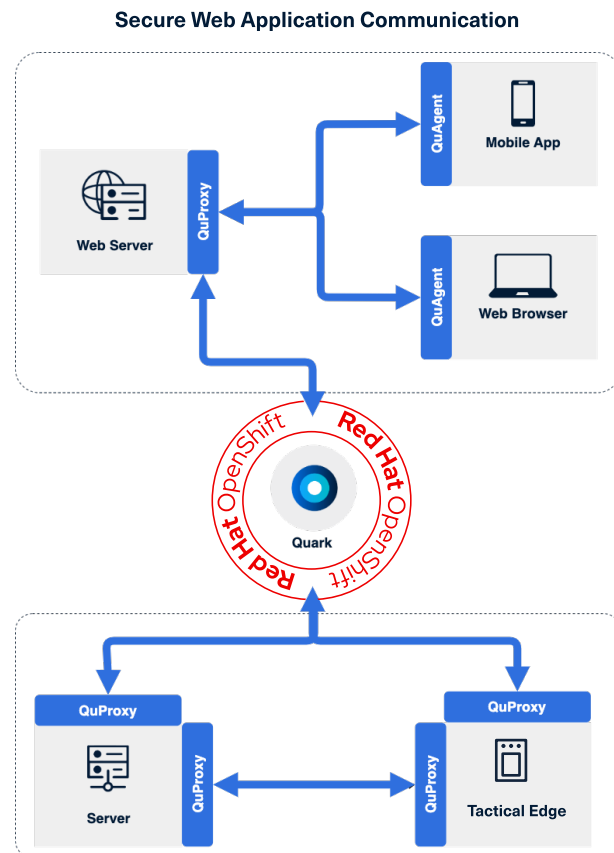 Secure Web Application Communication
QuAgent
Mobile App
Web Server
QuProxy
QuAgent
Web Browser
Red Hat OpenShift
Red Hat OpenShift
Quark
QuProxy
QuProxy
Server
QuProxy
QuProxy
Tactical Edge